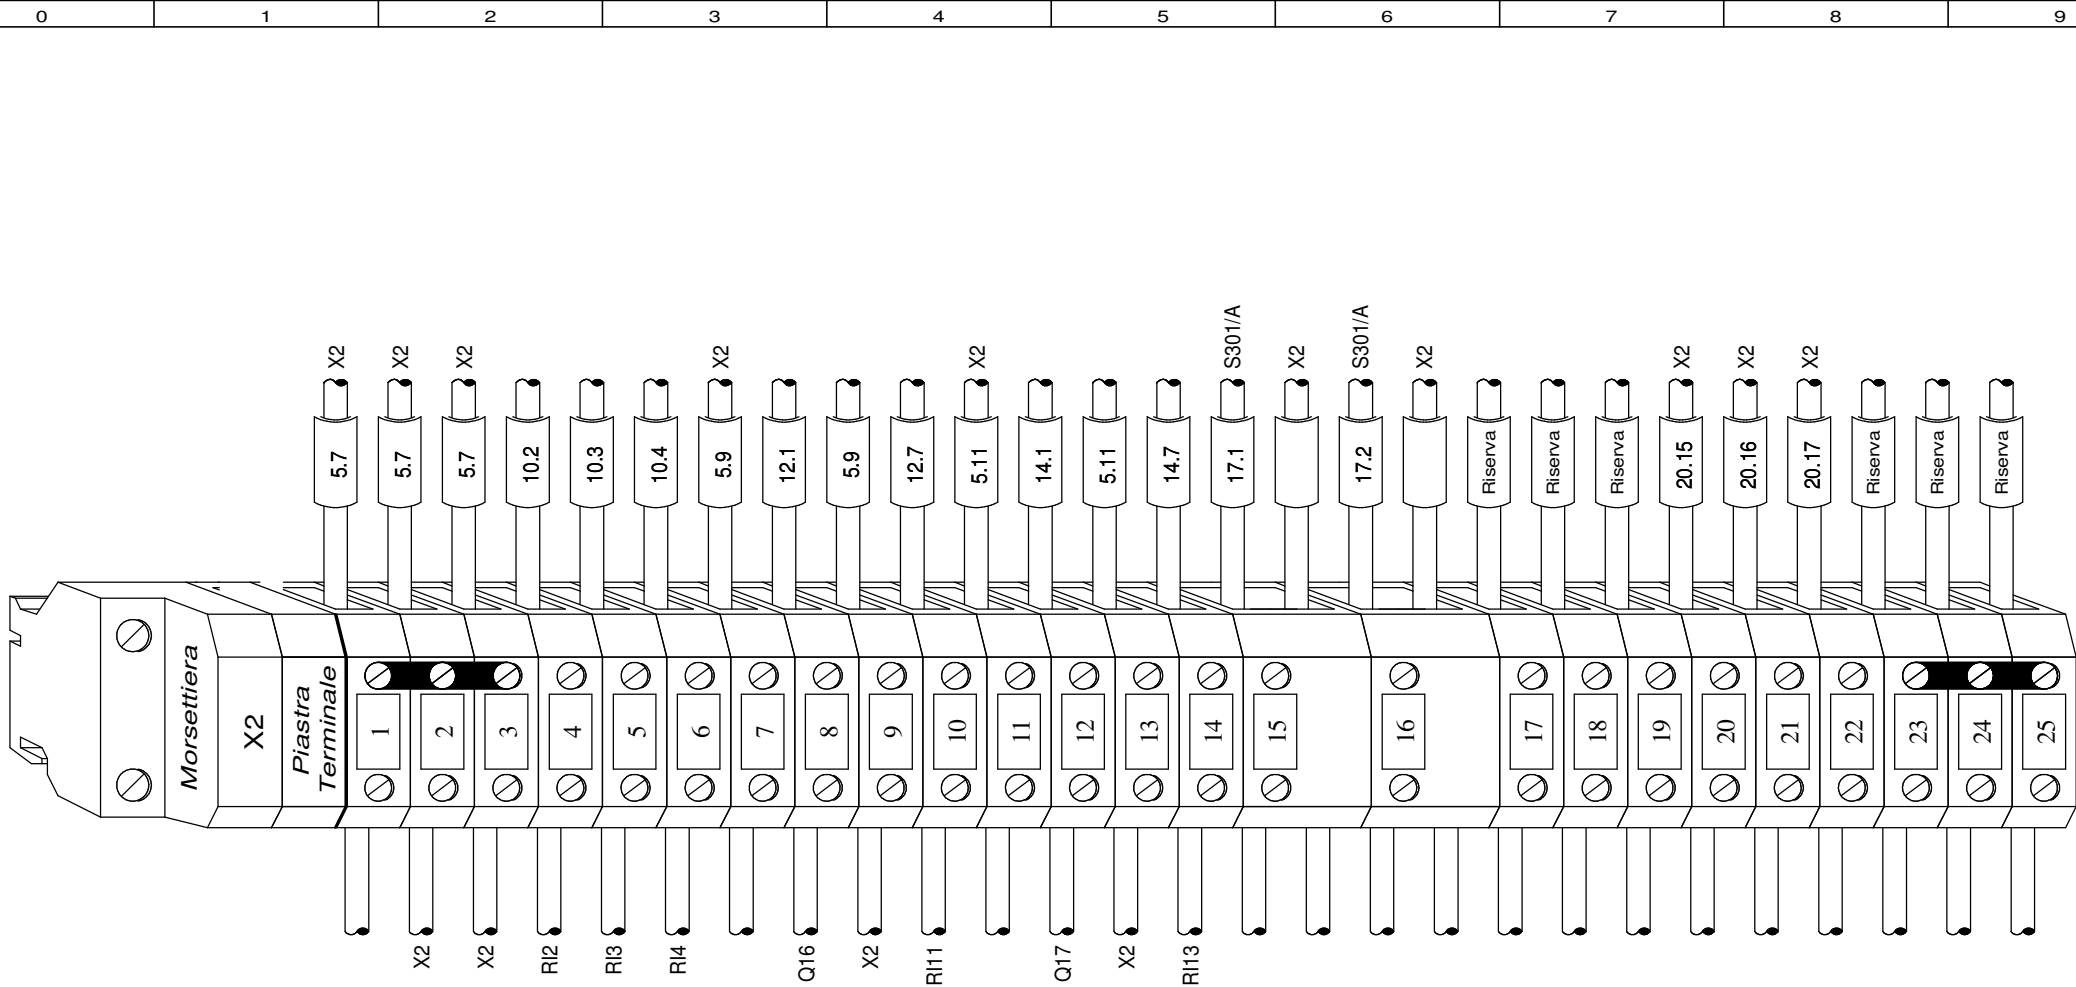 0 1 2 3 4 5 6 7 8 9
X2 X2 X2 X2 X2 S301/A X2 S301/A X2 X2 X2 X2
5.7 5.7 5.7 10.2 10.3 10.4 5.9 12.1 5.9 12.7 5.11 14.1 5.11 14.7 17.1 17.2 Riserva Riserva Riserva 20.15 20.16 20.17 Riserva Riserva Riserva
Morsettiera
X2
Piastra
Terminale
1 2 3 4 5 6 7 8 9 10 11 12 13 14 15 16 17 18 19 20 21 22 23 24 25
X2 X2 RI2 RI3 RI4 Q16 X2 RI11 Q17 X2 RI13